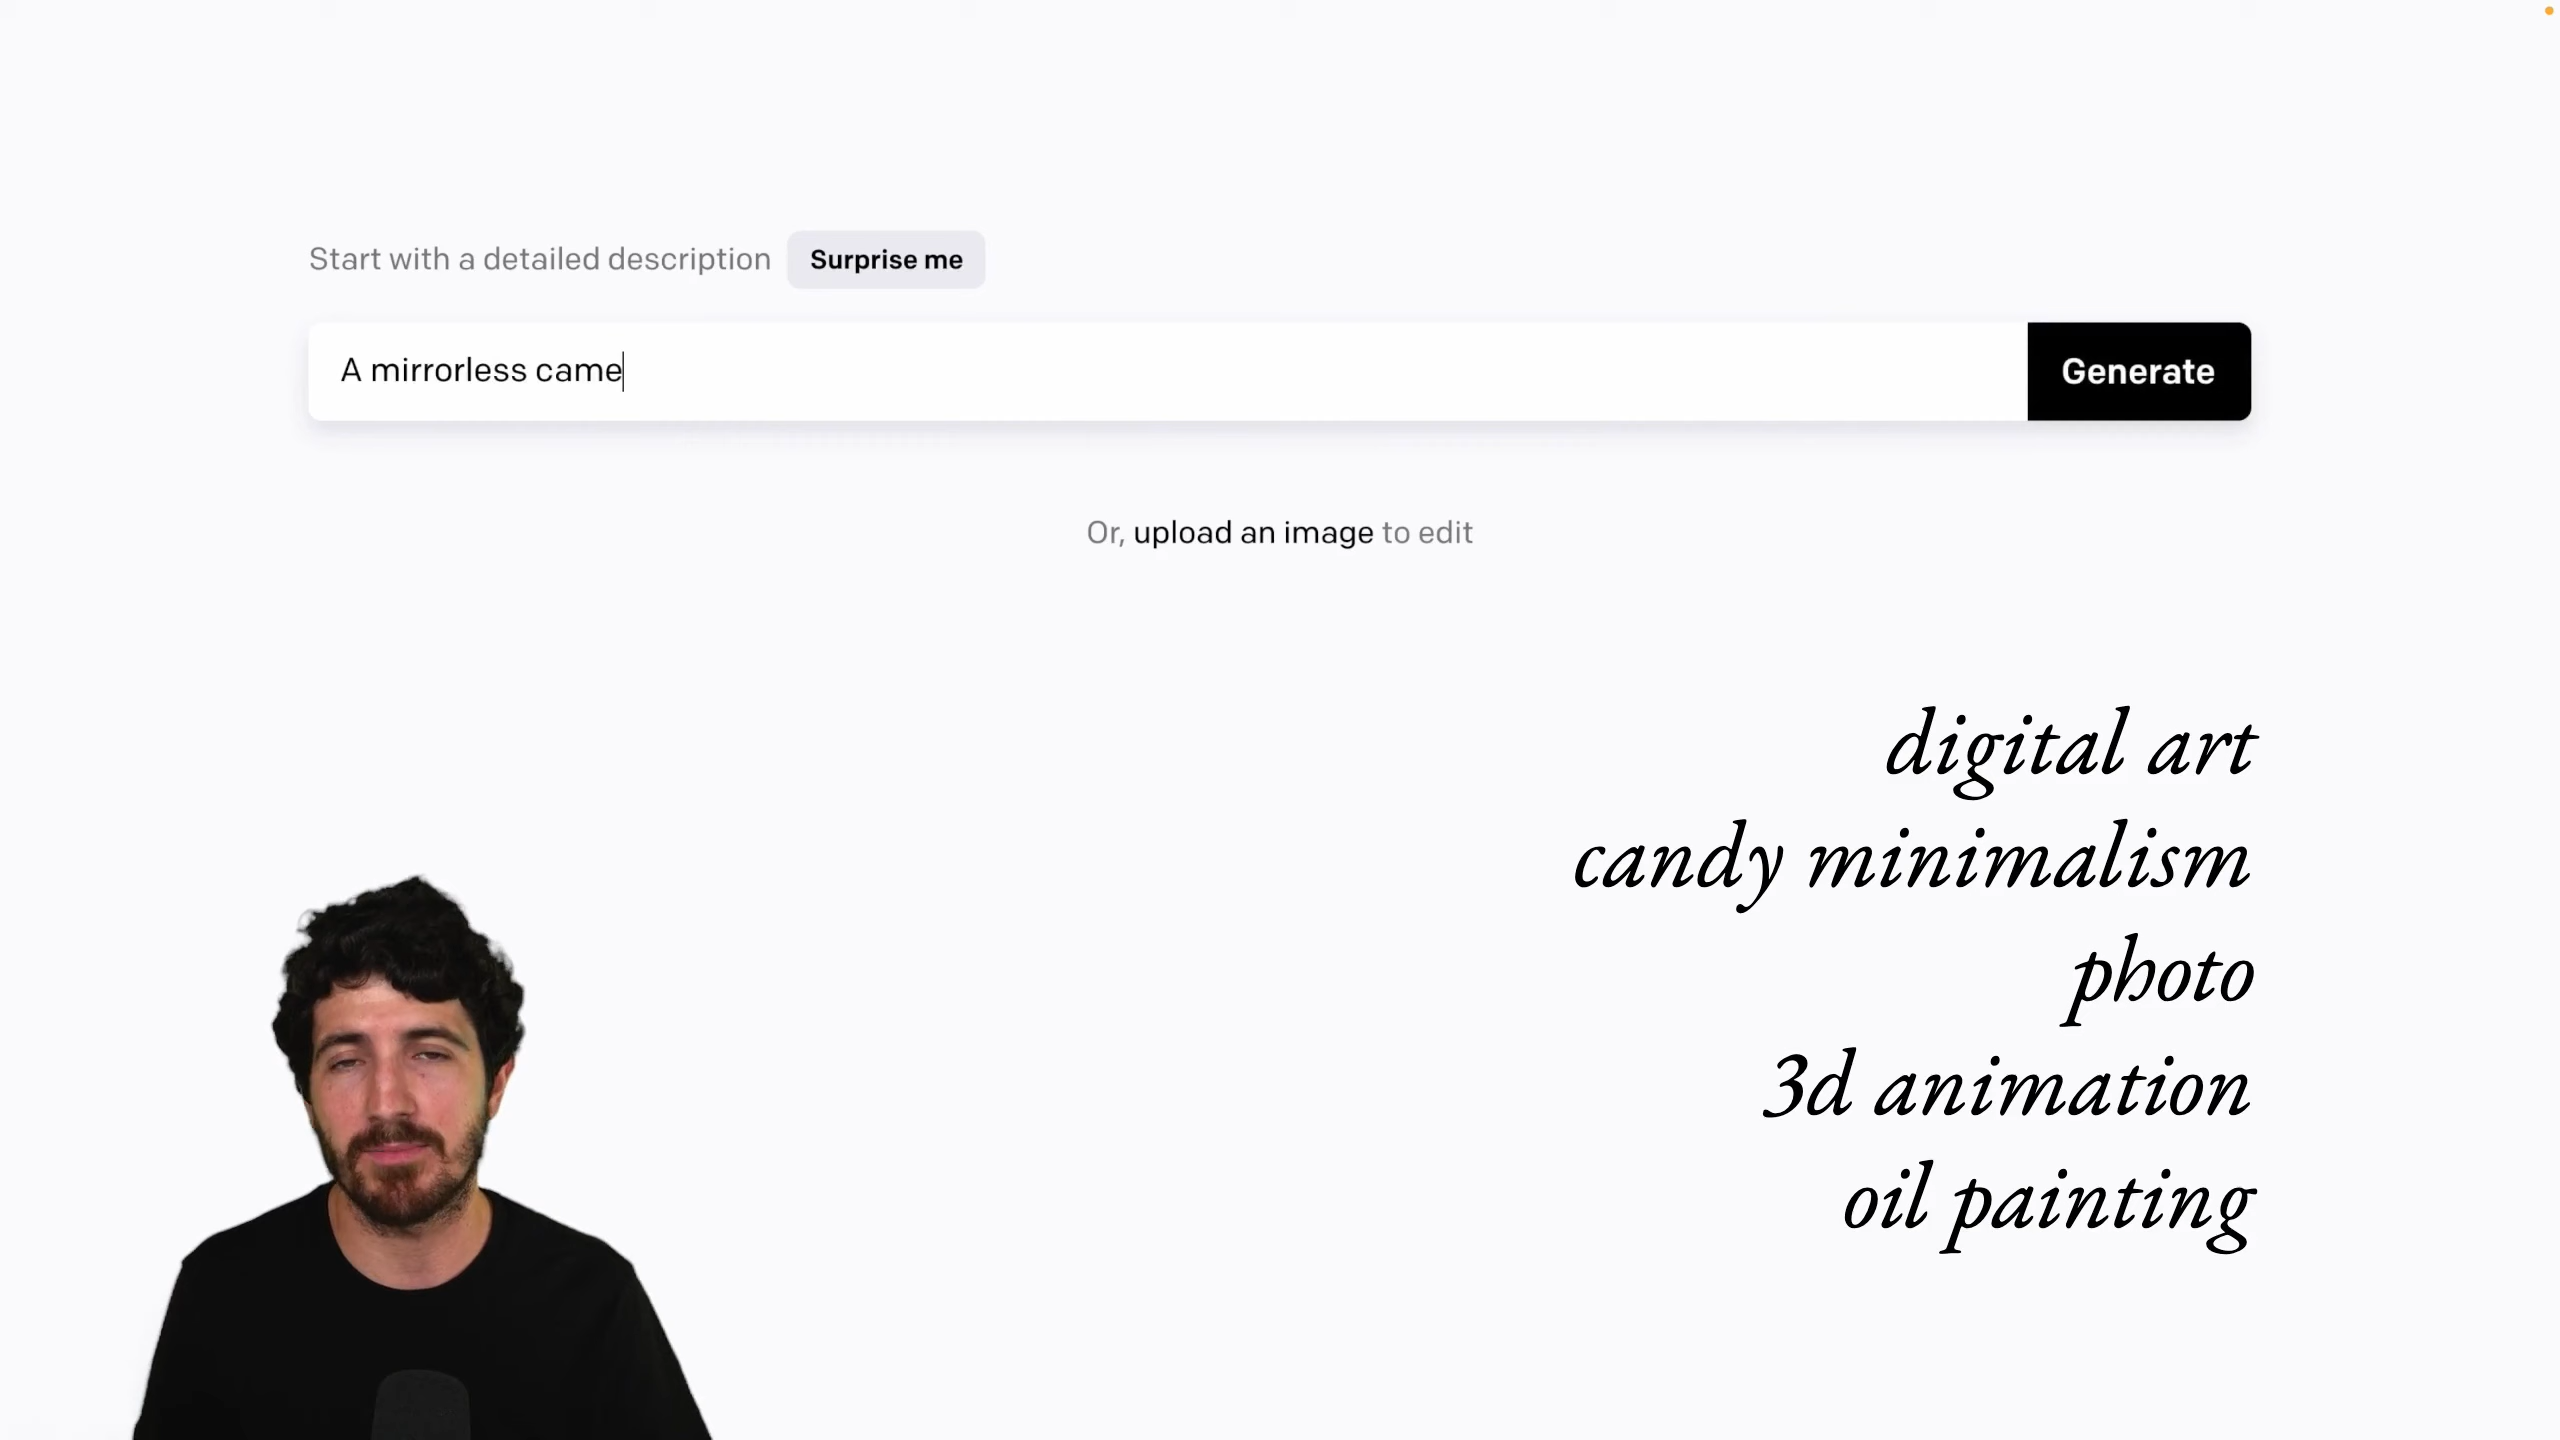 Start with a detailed description Surprise me
A mirrorless came Generate
Or, upload an image to edit
digital art
candy minimalism
photo
3d animation
oil painting